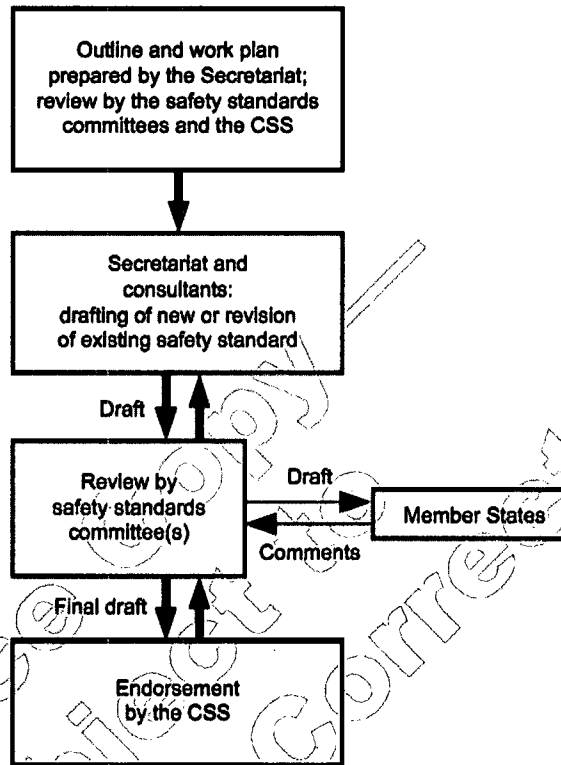 Outline and work plan
prepared by the Secretariat;
review by the safety standards
committees and the CSS
Secretariat and
consultants:
drafting of new or revision
of existing safety standard
Draft
Review by
safety standards
committee(s)
Draft
Member States
Comments
Final draft
Endorsement
by the CSS